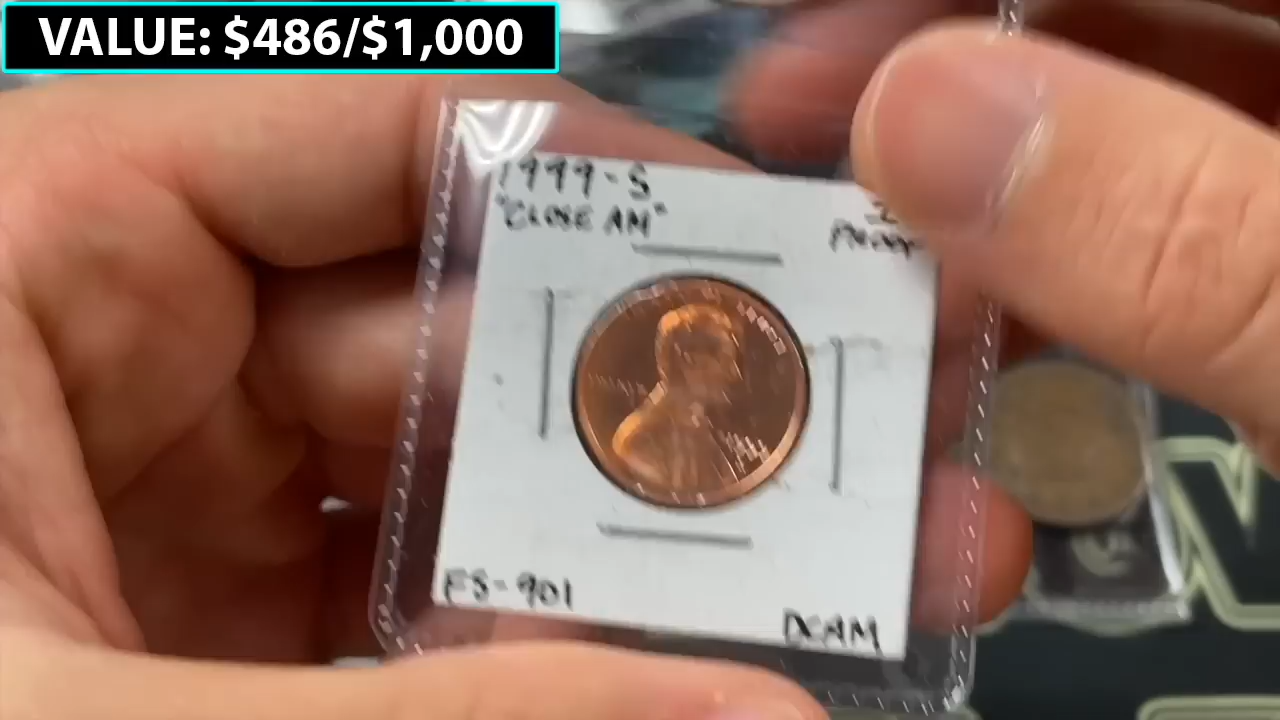 VALUE: $486/$1,000
1999-S
"CLOSE AM"
PROOF
FS-901
DCAM